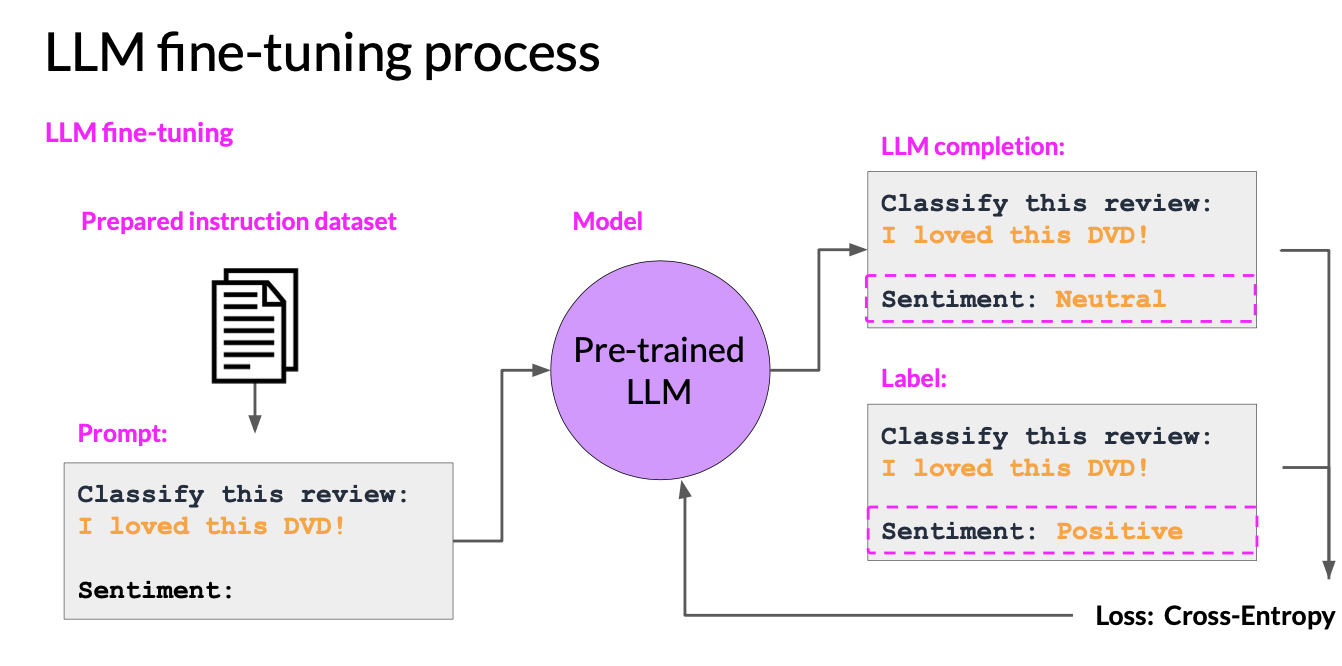 LLM fine-tuning process
LLM fine-tuning
Prepared instruction dataset
Prompt:
Classify this review:
I loved this DVD!
Sentiment:
Model
Pre-trained
LLM
LLM completion:
Classify this review:
I loved this DVD!
Sentiment: Neutral
Label:
Classify this review:
I loved this DVD!
Sentiment: Positive
Loss: Cross-Entropy